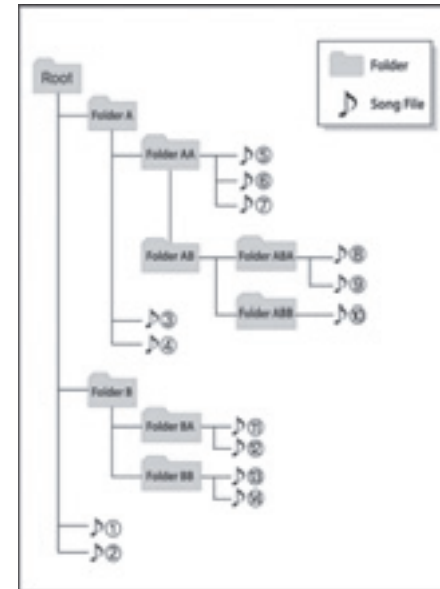 Folder
Song File
Root
Folder A
Folder AA
⑤
⑥
⑦
Folder AB
Folder ABA
⑧
⑨
Folder ABB
⑩
③
④
Folder B
Folder BA
⑪
⑫
Folder BB
⑬
⑭
①
②